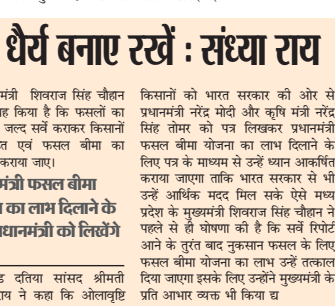 धैर्य बनाए रखें : संध्या राय
मंत्री शिवराज सिंह चौहान
ह किया है कि फसलों का
जल्द सर्वे कराकर किसानों
त एवं फसल बीमा का
कराया जाए।
मंत्री फसल बीमा
का लाभ दिलाने के
धानमंत्री को लिखेंगे
ड दतिया सांसद श्रीमती
राय ने कहा कि ओलावृष्टि
किसानों को भारत सरकार की ओर से
प्रधानमंत्री नरेंद्र मोदी और कृषि मंत्री नरेंद्र
सिंह तोमर को पत्र लिखकर प्रधानमंत्री
फसल बीमा योजना का लाभ दिलाने के
लिए पत्र के माध्यम से उन्हें ध्यान आकर्षित
कराया जाएगा ताकि भारत सरकार से भी
उन्हें आर्थिक मदद मिल सके ऐसे मध्य
प्रदेश के मुख्यमंत्री शिवराज सिंह चौहान ने
पहले से ही घोषणा की है कि सर्वे रिपोर्ट
आने के तुरंत बाद नुकसान फसल के लिए
फसल बीमा योजना का लाभ उन्हें तत्काल
दिया जाएगा इसके लिए उन्होंने मुख्यमंत्री के
प्रति आभार व्यक्त भी किया द्य